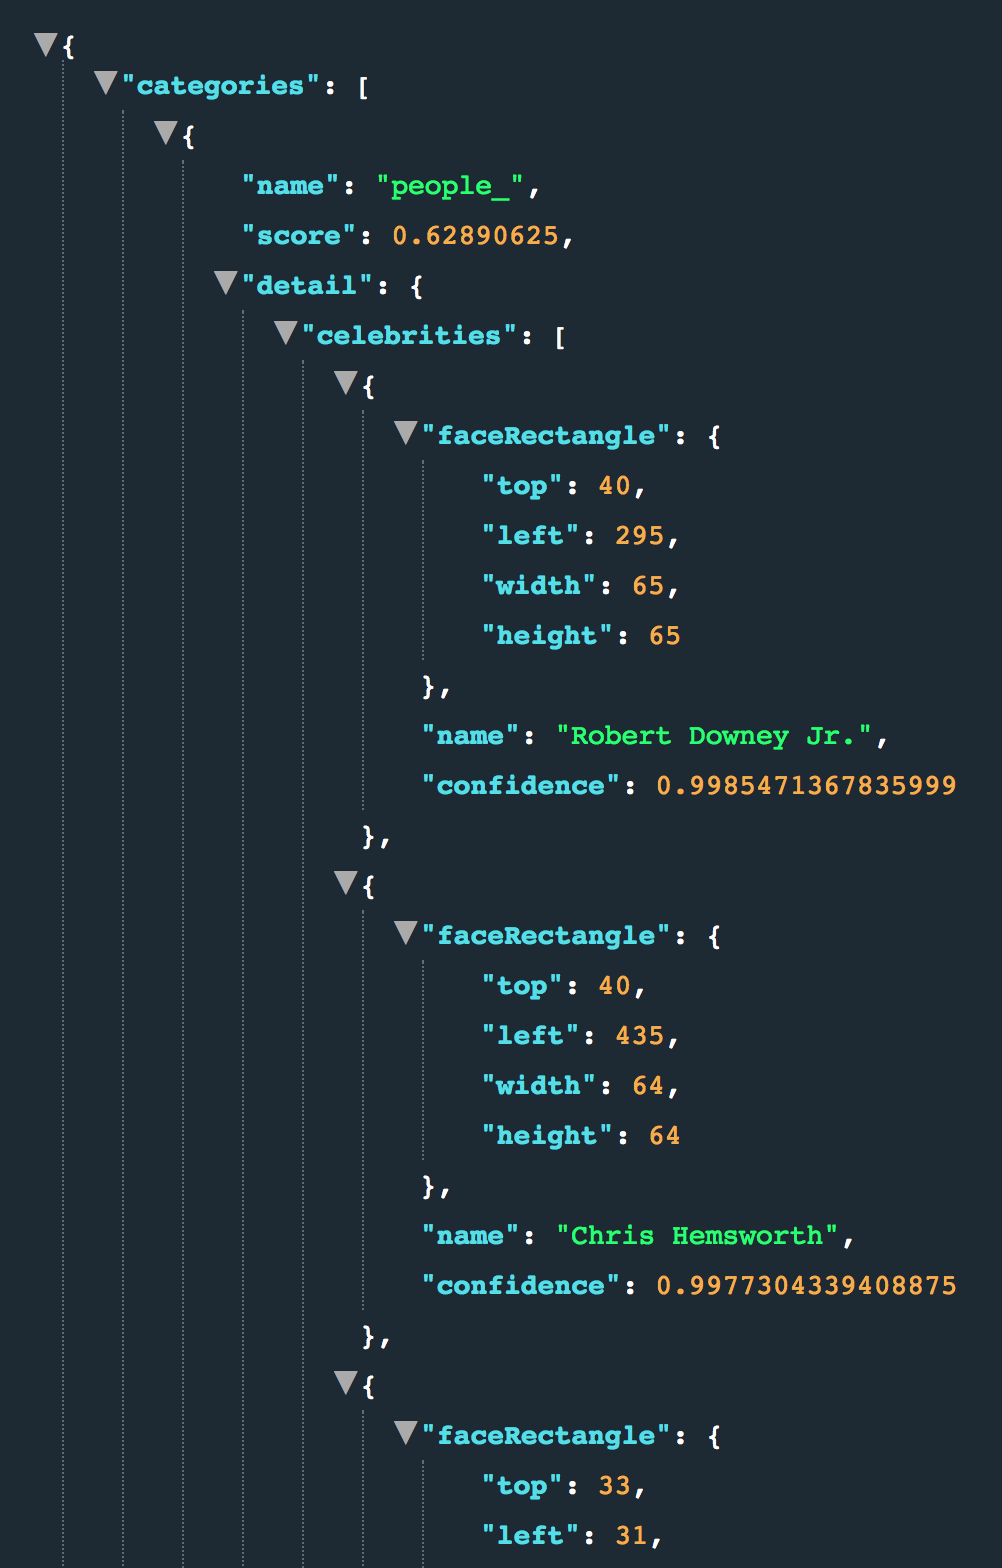 {
"categories": [
{
"name": "people_",
"score": 0.62890625,
"detail": {
"celebrities": [
{
"faceRectangle": {
"top": 40,
"left": 295,
"width": 65,
"height": 65
},
"name": "Robert Downey Jr.",
"confidence": 0.9985471367835999
},
{
"faceRectangle": {
"top": 40,
"left": 435,
"width": 64,
"height": 64
},
"name": "Chris Hemsworth",
"confidence": 0.9977304339408875
},
{
"faceRectangle": {
"top": 33,
"left": 31,